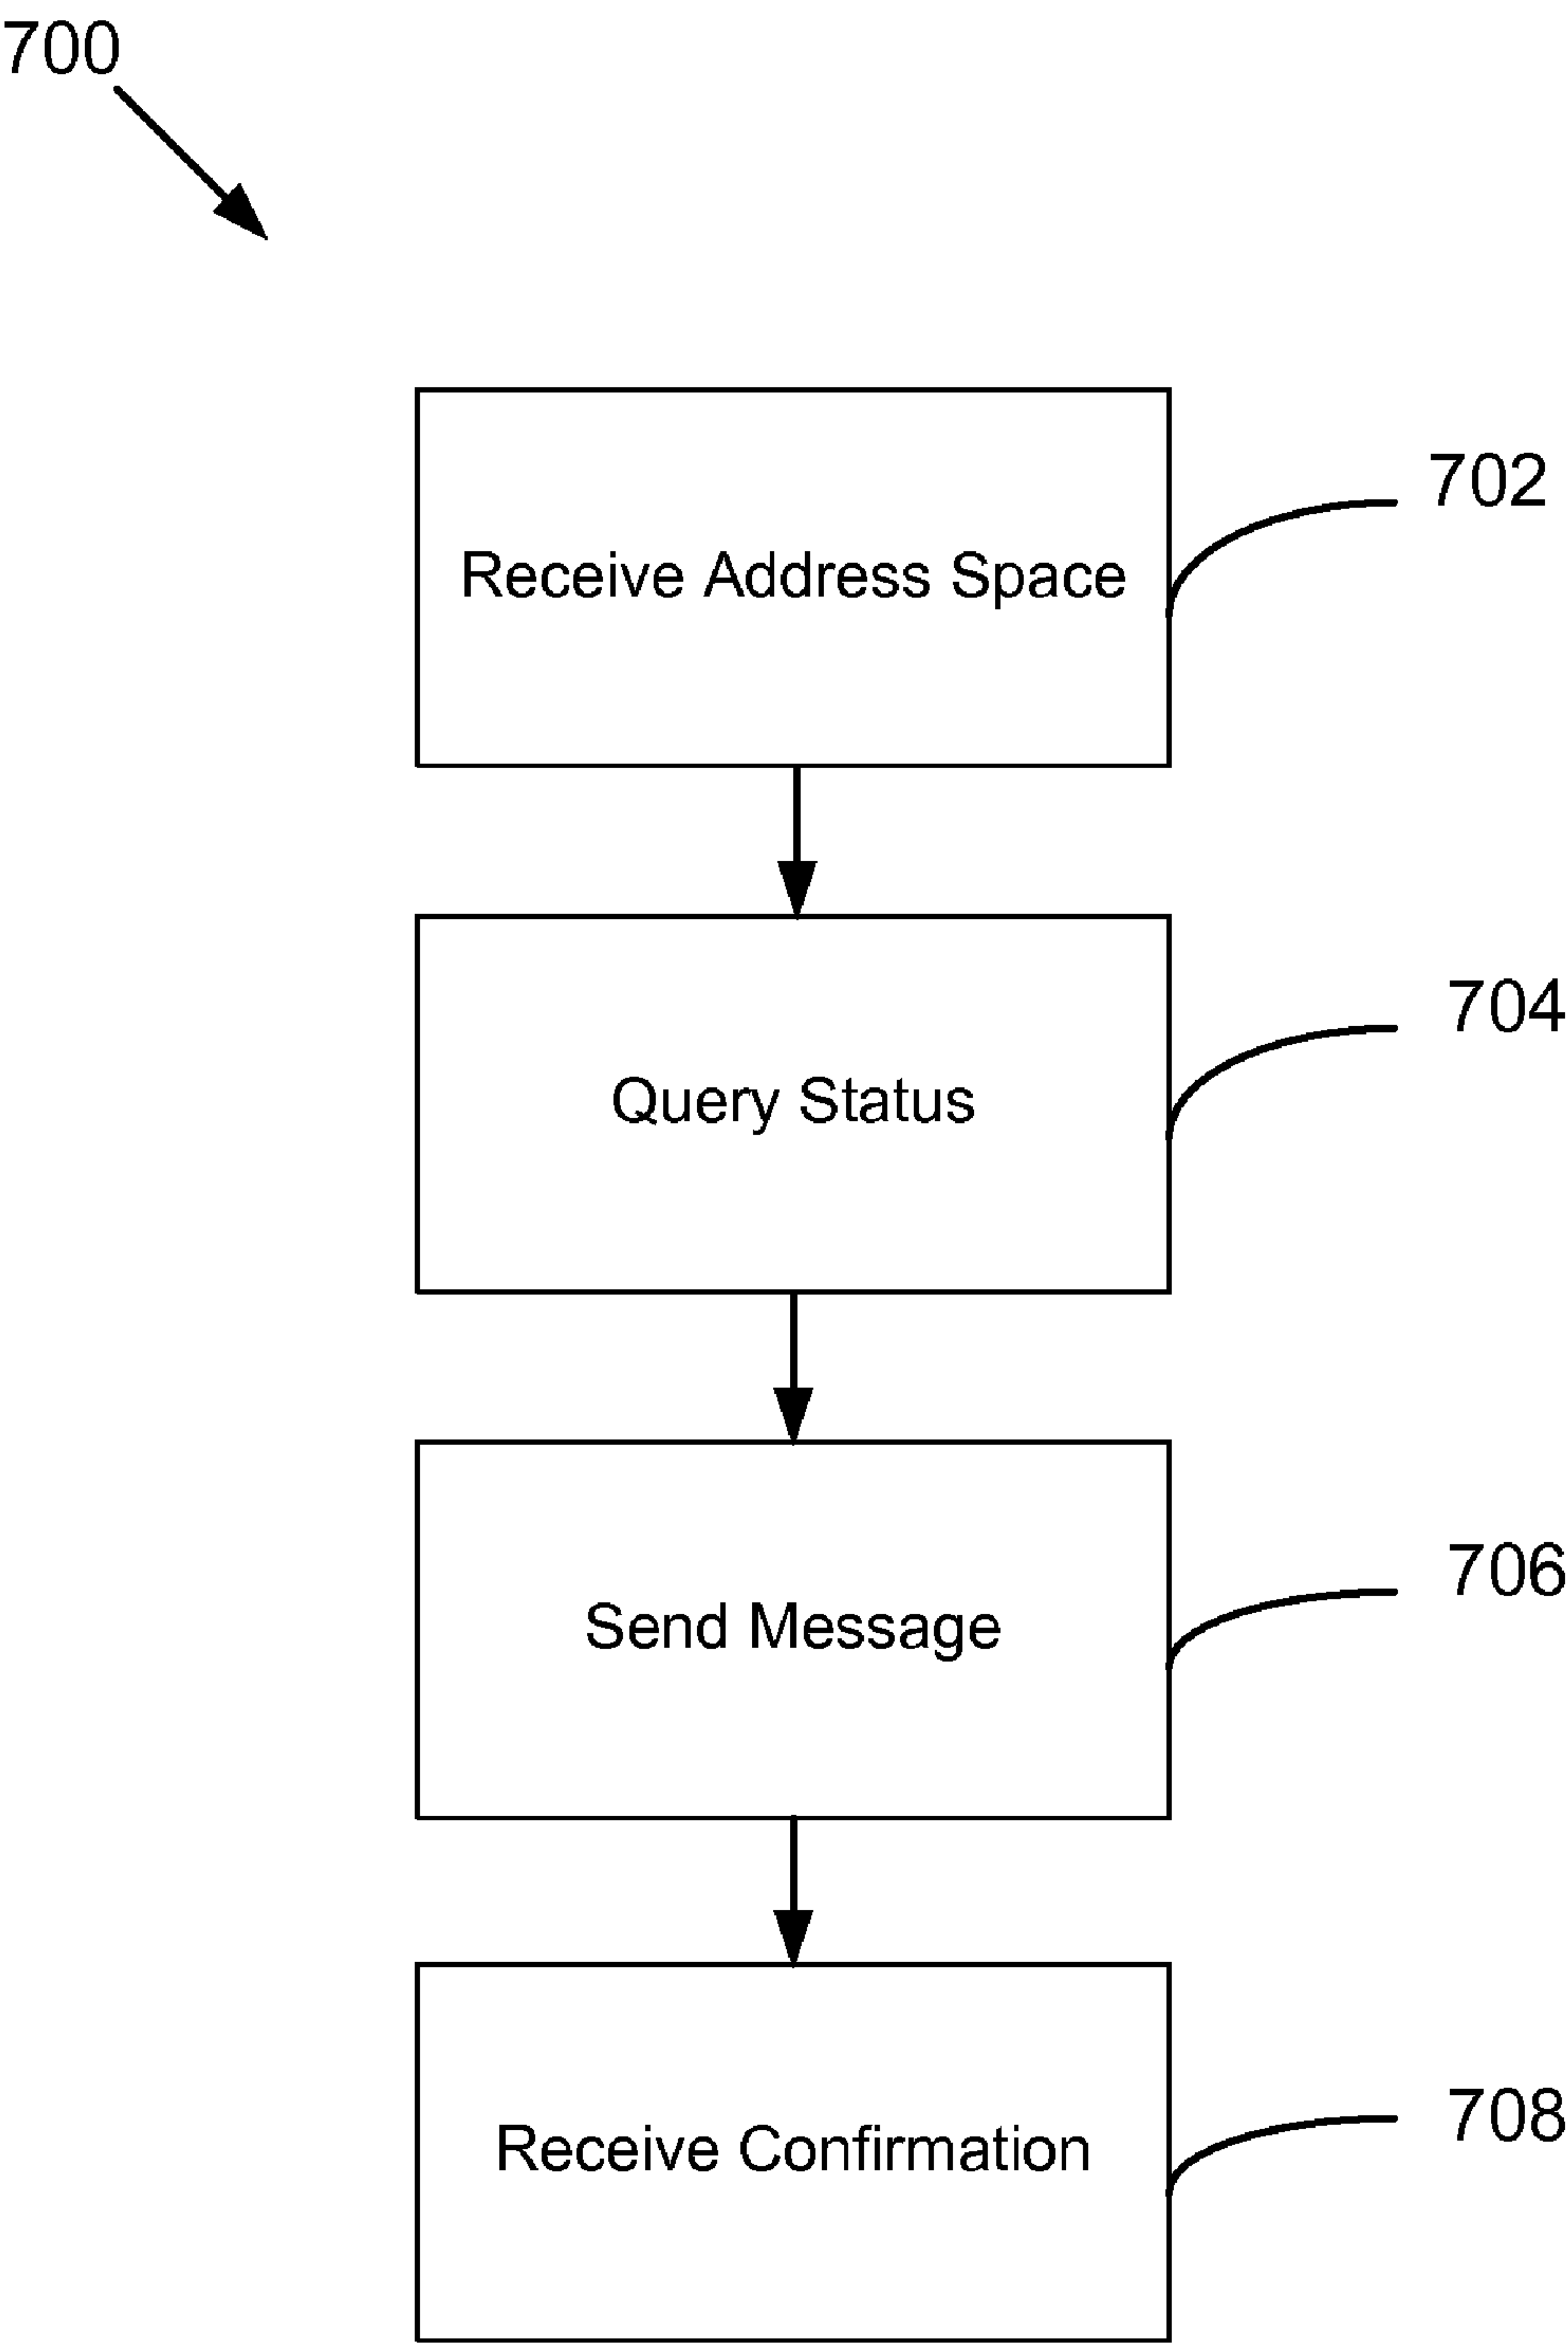 700
702
Receive Address Space
704
Query Status
706
Send Message
708
Receive Confirmation